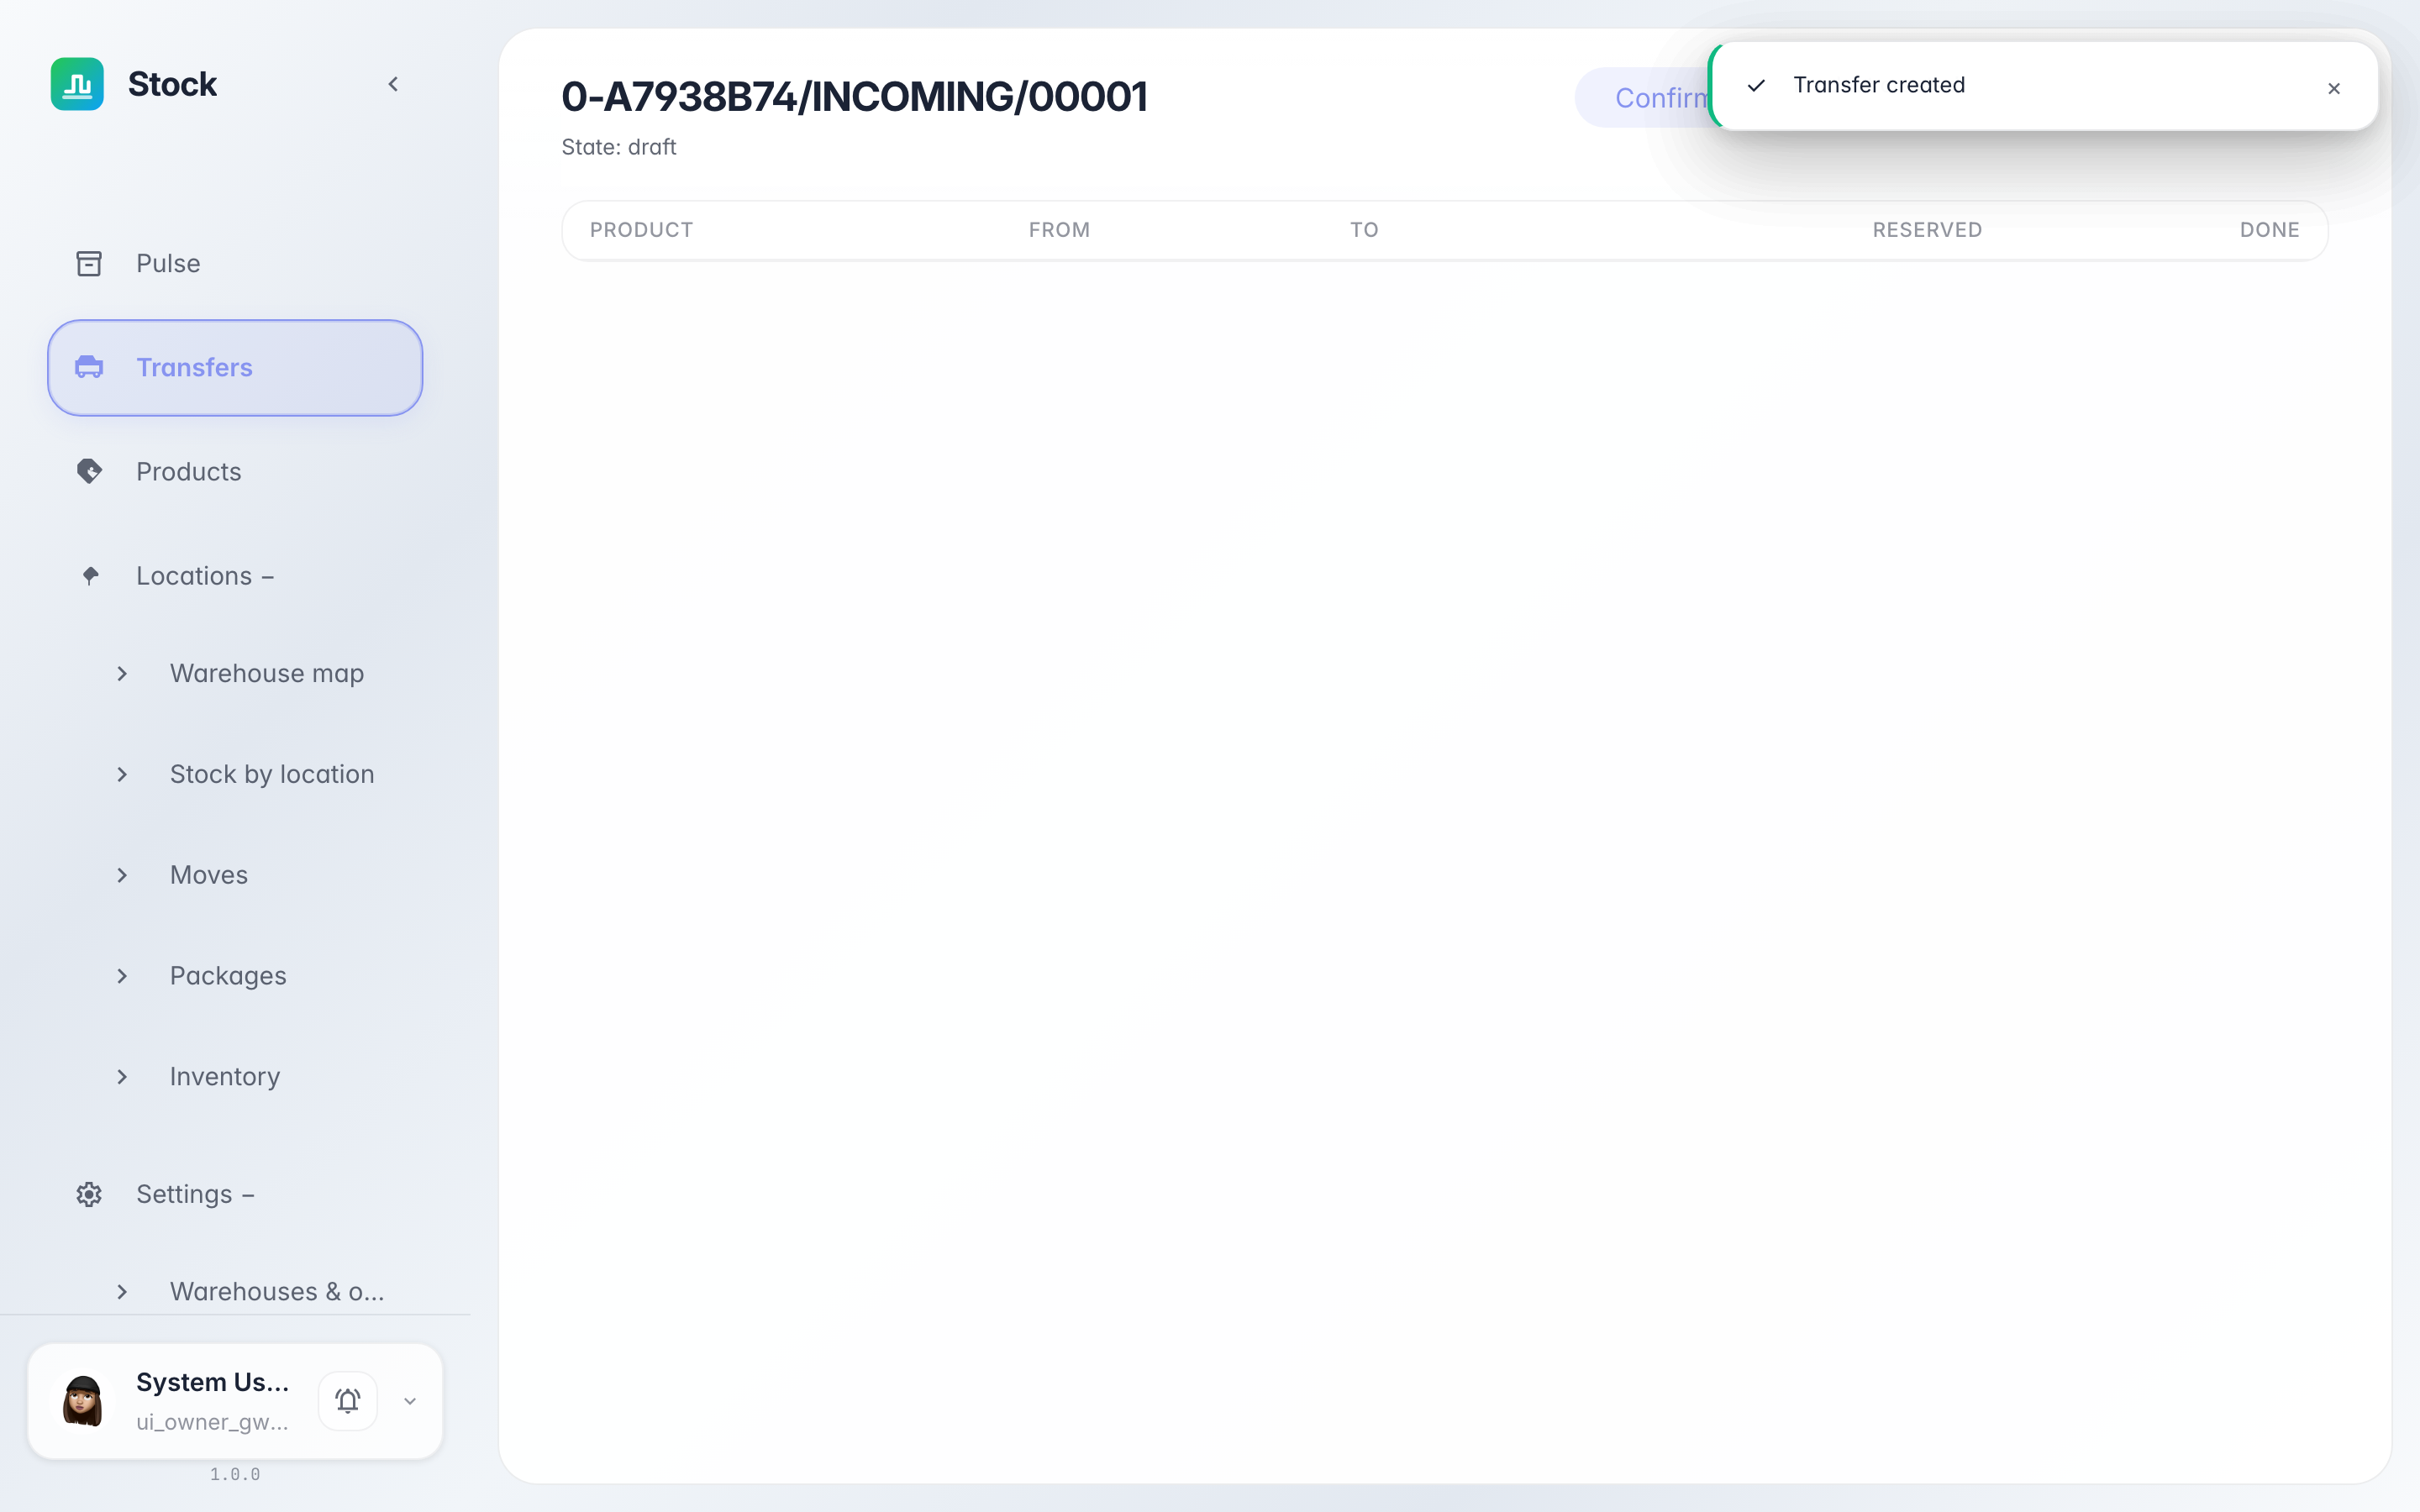 Stock
Pulse
Transfers
Products
Locations –
Warehouse map
Stock by location
Moves
Packages
Inventory
Settings –
Warehouses & o...
System Us...
ui_owner_gw...
1.0.0
0-A7938B74/INCOMING/00001
State: draft
Confirm
Transfer created
PRODUCT FROM TO RESERVED DONE